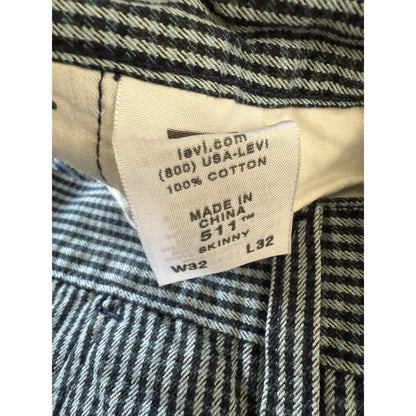 levi.com
(800) USA-LEVI
100% COTTON
MADE IN
CHINA
511™
SKINNY
W32 L32